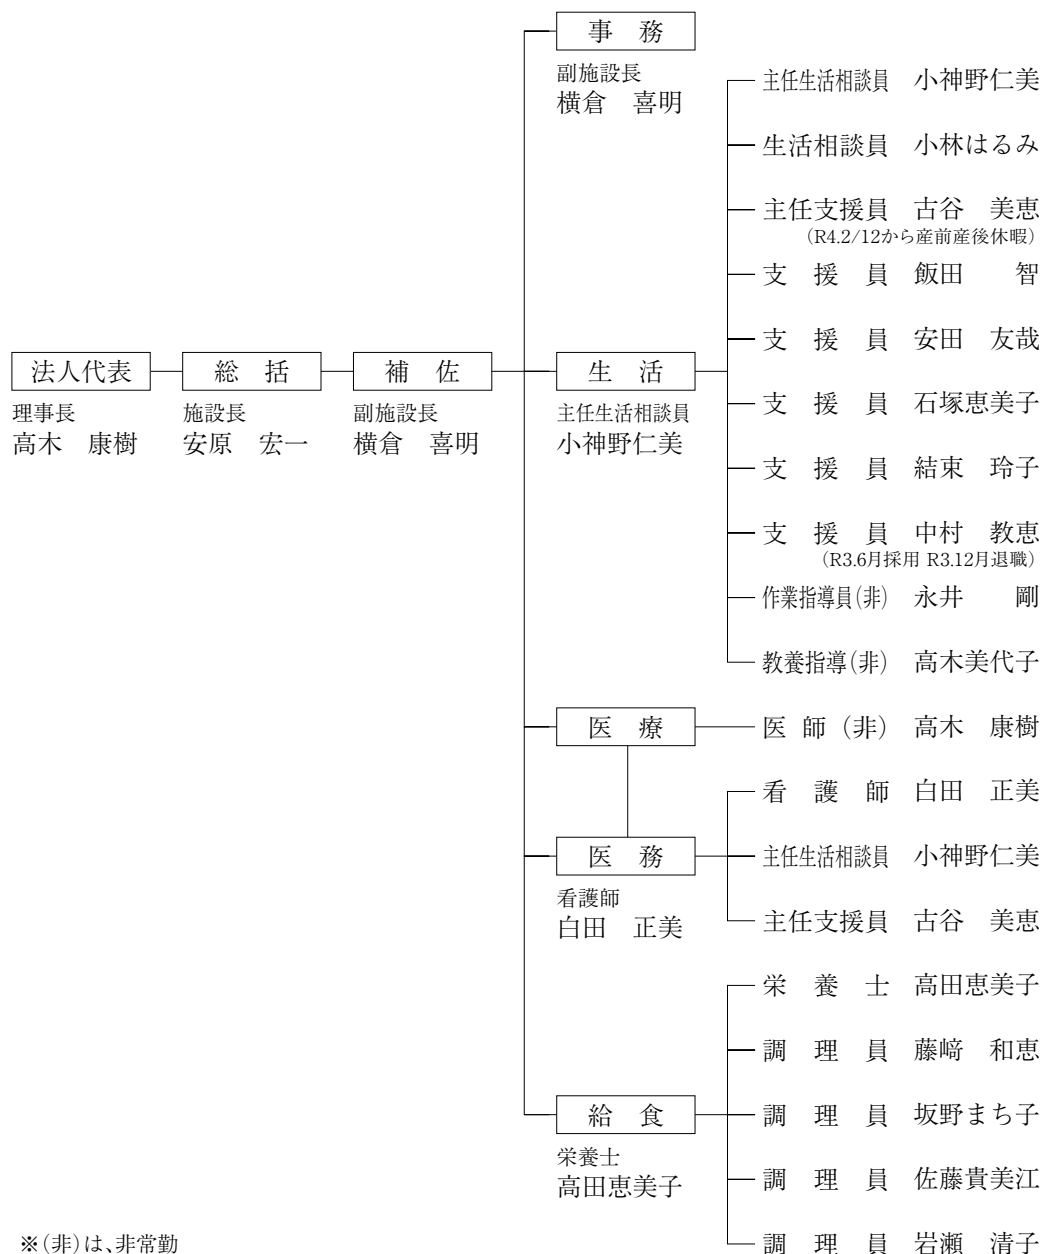 事　務
副施設長
横倉　喜明
法人代表
理事長
高木　康樹
総　括
施設長
安原　宏一
補　佐
副施設長
横倉　喜明
生　活
主任生活相談員
小神野仁美
主任生活相談員　小神野仁美
生活相談員　小林はるみ
主任支援員　古谷　美恵
（R4.2/12から産前産後休暇）
支　援　員　飯田　　智
支　援　員　安田　友哉
支　援　員　石塚恵美子
支　援　員　結束　玲子
支　援　員　中村　教恵
（R3.6月採用 R3.12月退職）
作業指導員(非)　永井　　剛
教養指導(非)　高木美代子
医　療
医 師（非）　高木　康樹
医　務
看護師
白田　正美
看　護　師　白田　正美
主任生活相談員　小神野仁美
主任支援員　古谷　美恵
給　食
栄養士
高田恵美子
栄　養　士　高田恵美子
調　理　員　藤﨑　和恵
調　理　員　坂野まち子
調　理　員　佐藤貴美江
調　理　員　岩瀬　清子
※(非)は、非常勤